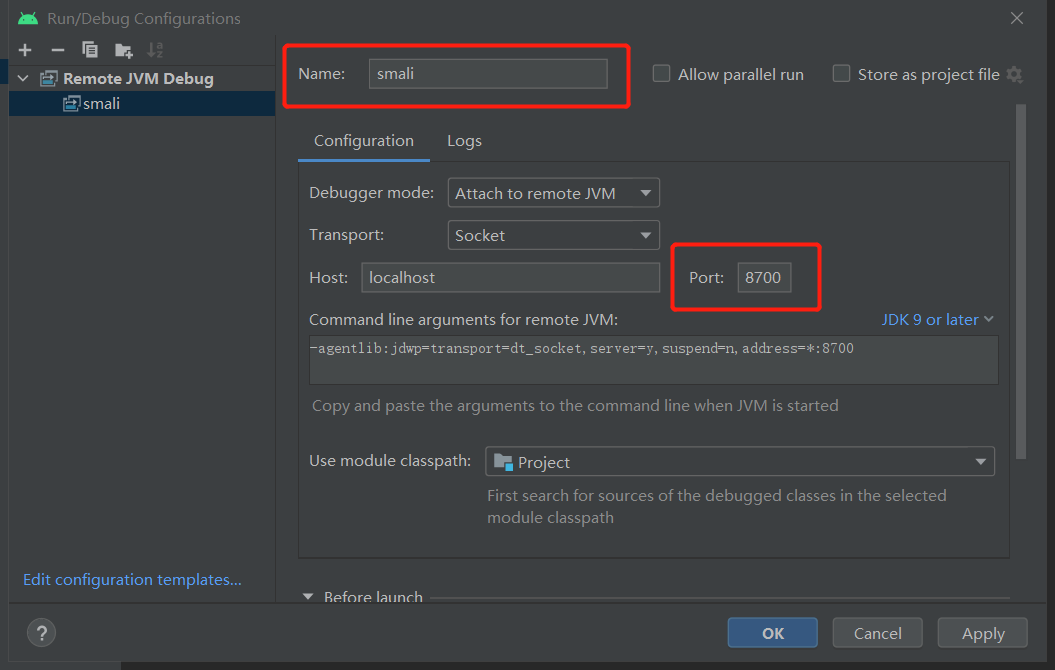 Run/Debug Configurations
Remote JVM Debug
smali
Edit configuration templates...
Name: smali
Allow parallel run
Store as project file
Configuration Logs
Debugger mode: Attach to remote JVM
Transport: Socket
Host: localhost Port: 8700
Command line arguments for remote JVM: JDK 9 or later
-agentlib:jdwp=transport=dt_socket,server=y,suspend=n,address=*:8700
Copy and paste the arguments to the command line when JVM is started
Use module classpath: Project
First search for sources of the debugged classes in the selected
module classpath
Before launch
? OK Cancel Apply